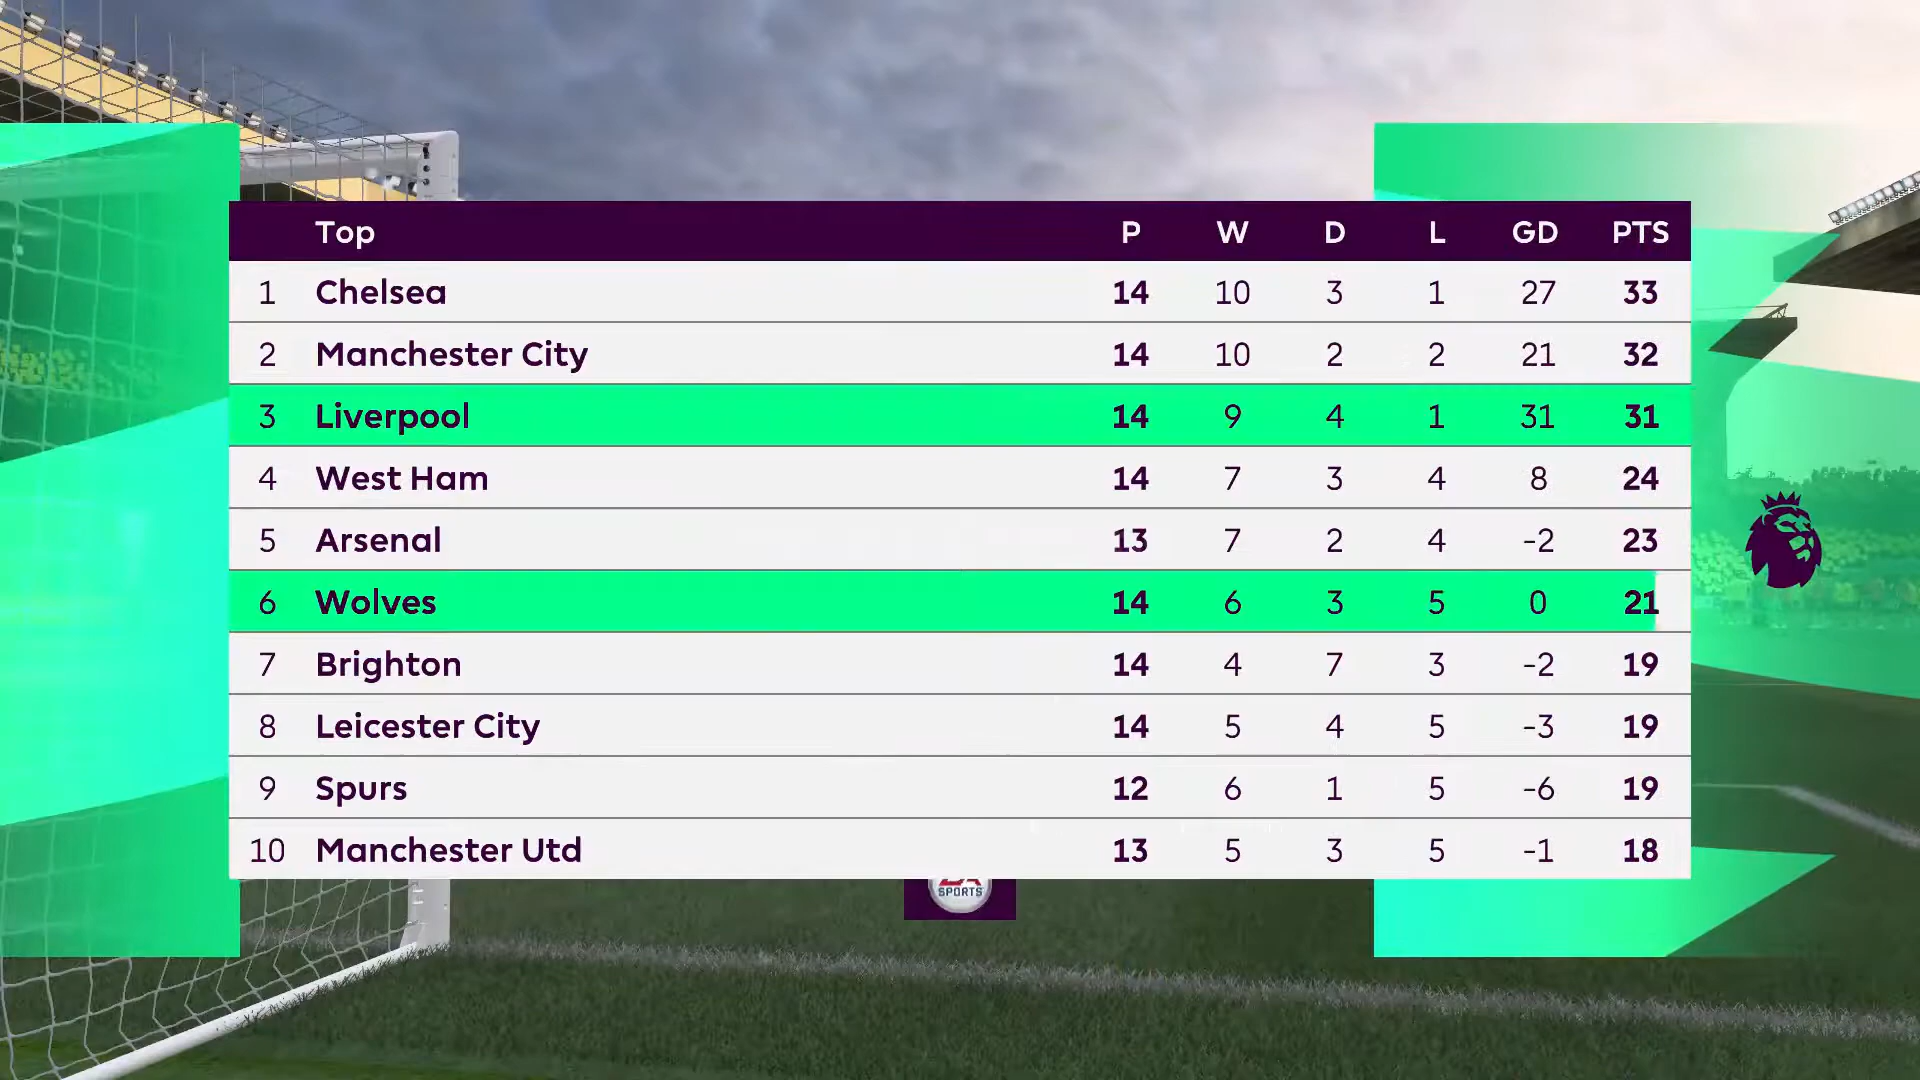 Top P W D L GD PTS
1 Chelsea 14 10 3 1 27 33
2 Manchester City 14 10 2 2 21 32
3 Liverpool 14 9 4 1 31 31
4 West Ham 14 7 3 4 8 24
5 Arsenal 13 7 2 4 -2 23
6 Wolves 14 6 3 5 0 21
7 Brighton 14 4 7 3 -2 19
8 Leicester City 14 5 4 5 -3 19
9 Spurs 12 6 1 5 -6 19
10 Manchester Utd 13 5 3 5 -1 18
EA
SPORTS